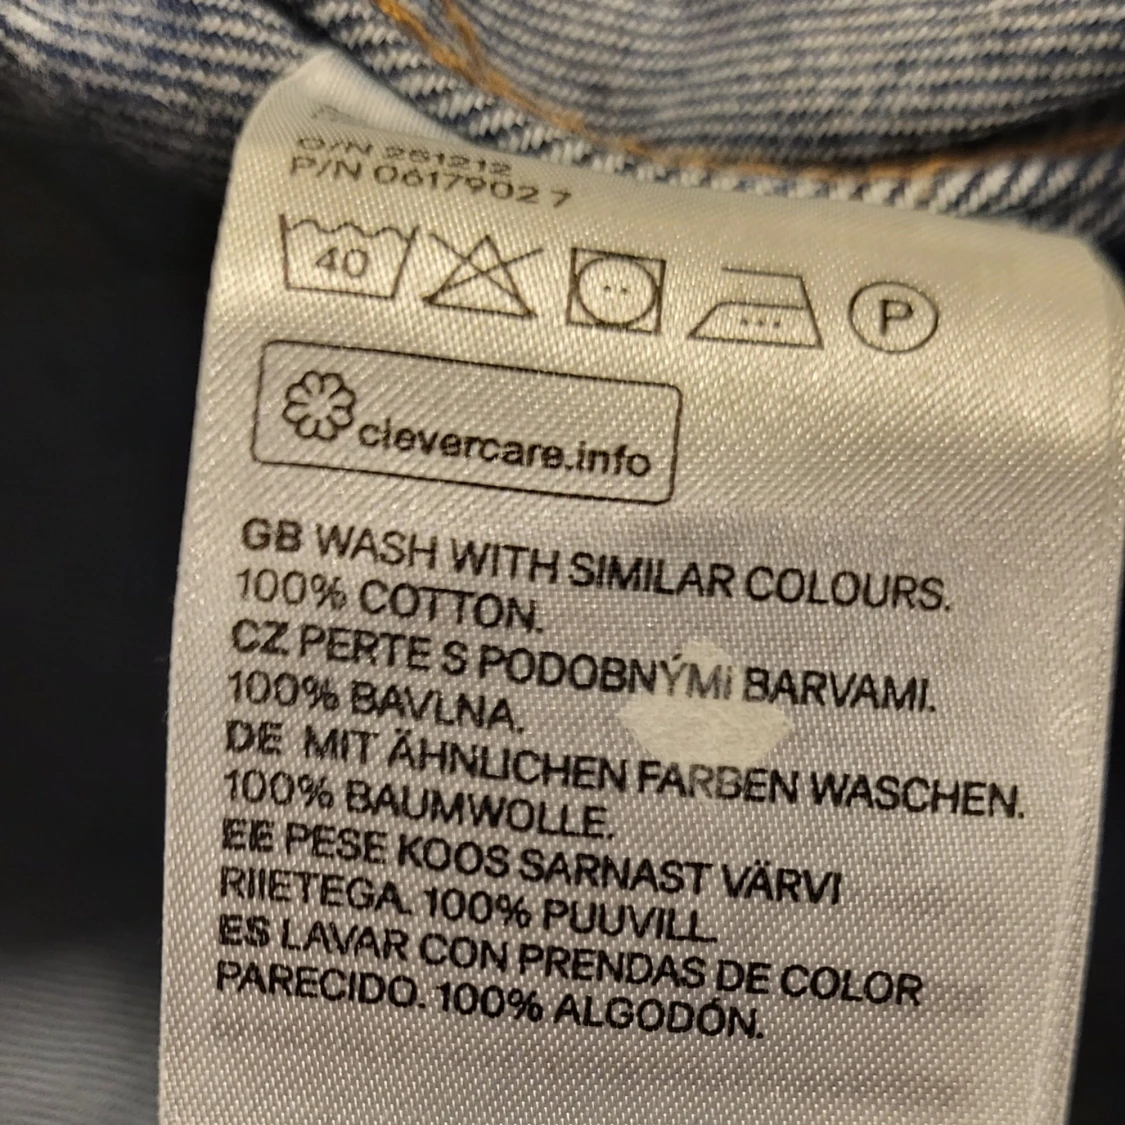 O/N 261212
P/N 0617902 7
40
P
clevercare.info
GB WASH WITH SIMILAR COLOURS.
100% COTTON.
CZ PERTE S PODOBNÝMI BARVAMI.
100% BAVLNA.
DE MIT ÄHNLICHEN FARBEN WASCHEN.
100% BAUMWOLLE.
EE PESE KOOS SARNAST VÄRVI
RIIETEGA. 100% PUUVILL
ES LAVAR CON PRENDAS DE COLOR
PARECIDO. 100% ALGODÓN.